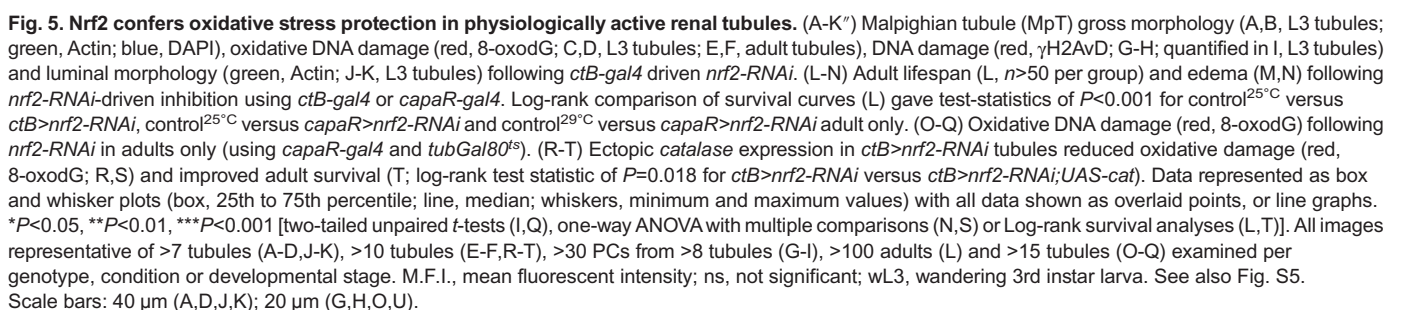 Fig. 5. Nrf2 confers oxidative stress protection in physiologically active renal tubules. (A-K″) Malpighian tubule (MpT) gross morphology (A,B, L3 tubules;
green, Actin; blue, DAPI), oxidative DNA damage (red, 8-oxodG; C,D, L3 tubules; E,F, adult tubules), DNA damage (red, γH2AvD; G-H; quantified in I, L3 tubules)
and luminal morphology (green, Actin; J-K, L3 tubules) following ctB-gal4 driven nrf2-RNAi. (L-N) Adult lifespan (L, n>50 per group) and edema (M,N) following
nrf2-RNAi-driven inhibition using ctB-gal4 or capaR-gal4. Log-rank comparison of survival curves (L) gave test-statistics of P<0.001 for control25°C versus
ctB>nrf2-RNAi, control25°C versus capaR>nrf2-RNAi and control29°C versus capaR>nrf2-RNAi adult only. (O-Q) Oxidative DNA damage (red, 8-oxodG) following
nrf2-RNAi in adults only (using capaR-gal4 and tubGal80ts). (R-T) Ectopic catalase expression in ctB>nrf2-RNAi tubules reduced oxidative damage (red,
8-oxodG; R,S) and improved adult survival (T; log-rank test statistic of P=0.018 for ctB>nrf2-RNAi versus ctB>nrf2-RNAi;UAS-cat). Data represented as box
and whisker plots (box, 25th to 75th percentile; line, median; whiskers, minimum and maximum values) with all data shown as overlaid points, or line graphs.
*P<0.05, **P<0.01, ***P<0.001 [two-tailed unpaired t-tests (I,Q), one-way ANOVA with multiple comparisons (N,S) or Log-rank survival analyses (L,T)]. All images
representative of >7 tubules (A-D,J-K), >10 tubules (E-F,R-T), >30 PCs from >8 tubules (G-I), >100 adults (L) and >15 tubules (O-Q) examined per
genotype, condition or developmental stage. M.F.I., mean fluorescent intensity; ns, not significant; wL3, wandering 3rd instar larva. See also Fig. S5.
Scale bars: 40 μm (A,D,J,K); 20 μm (G,H,O,U).